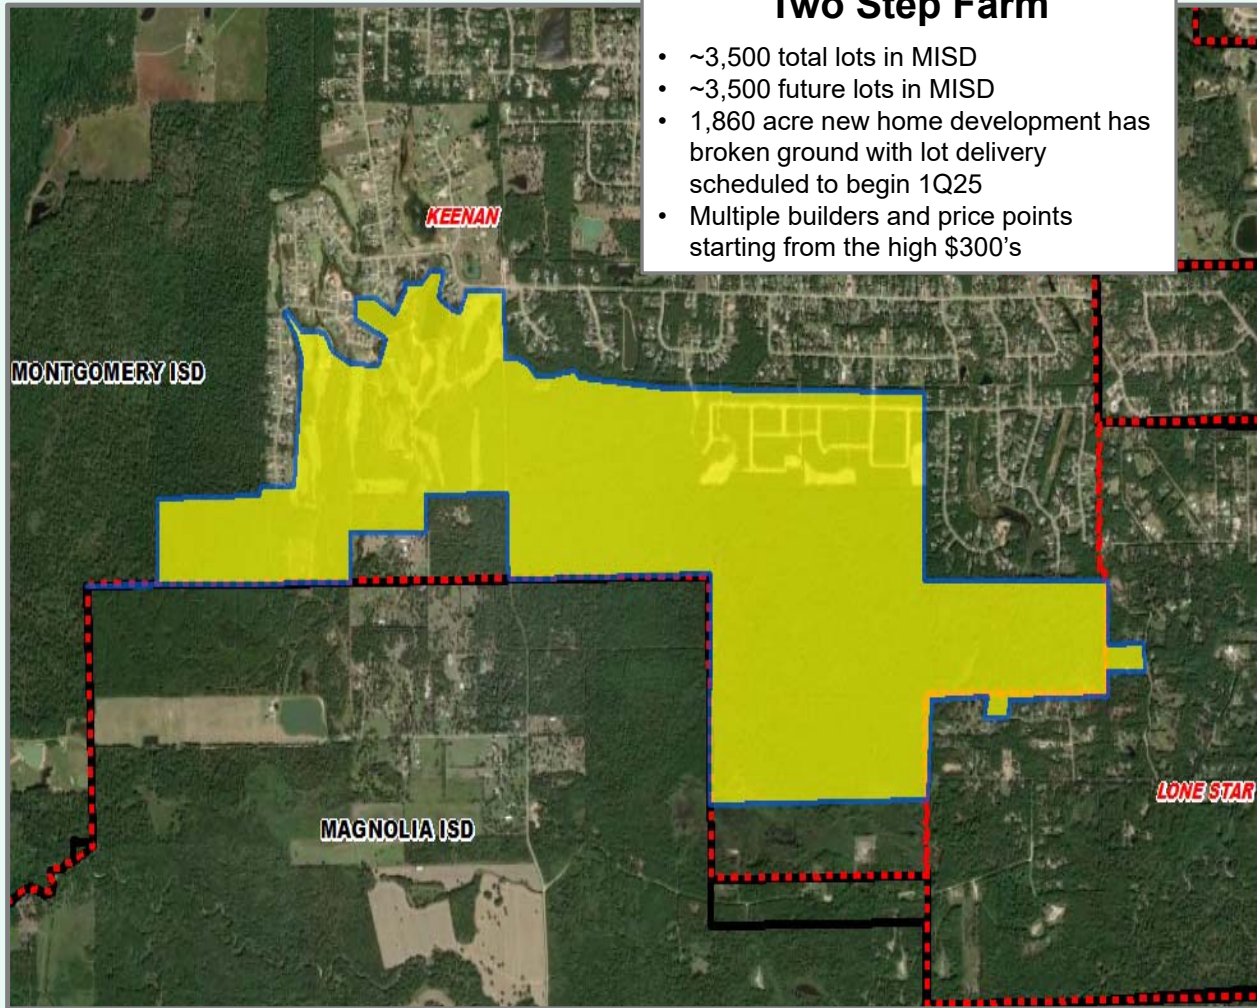 Two Step Farm
• ~3,500 total lots in MISD
• ~3,500 future lots in MISD
• 1,860 acre new home development has
broken ground with lot delivery
scheduled to begin 1Q25
• Multiple builders and price points
starting from the high $300's
KEENAN
MONTGOMERY ISD
LONE STAR
MAGNOLIA ISD